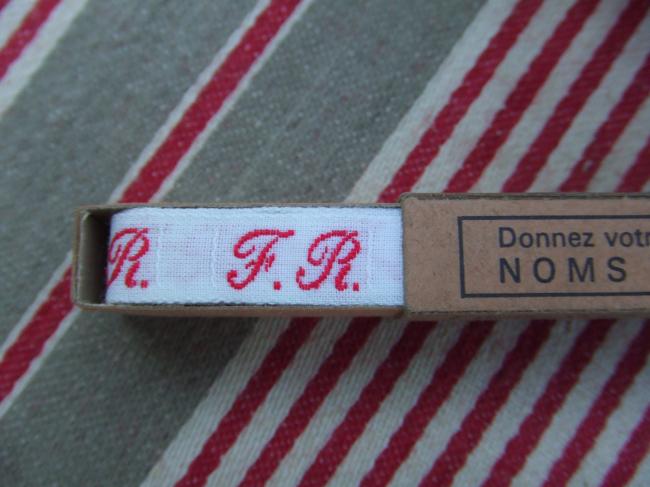 R. F. R.
Donnez votr
NOMS